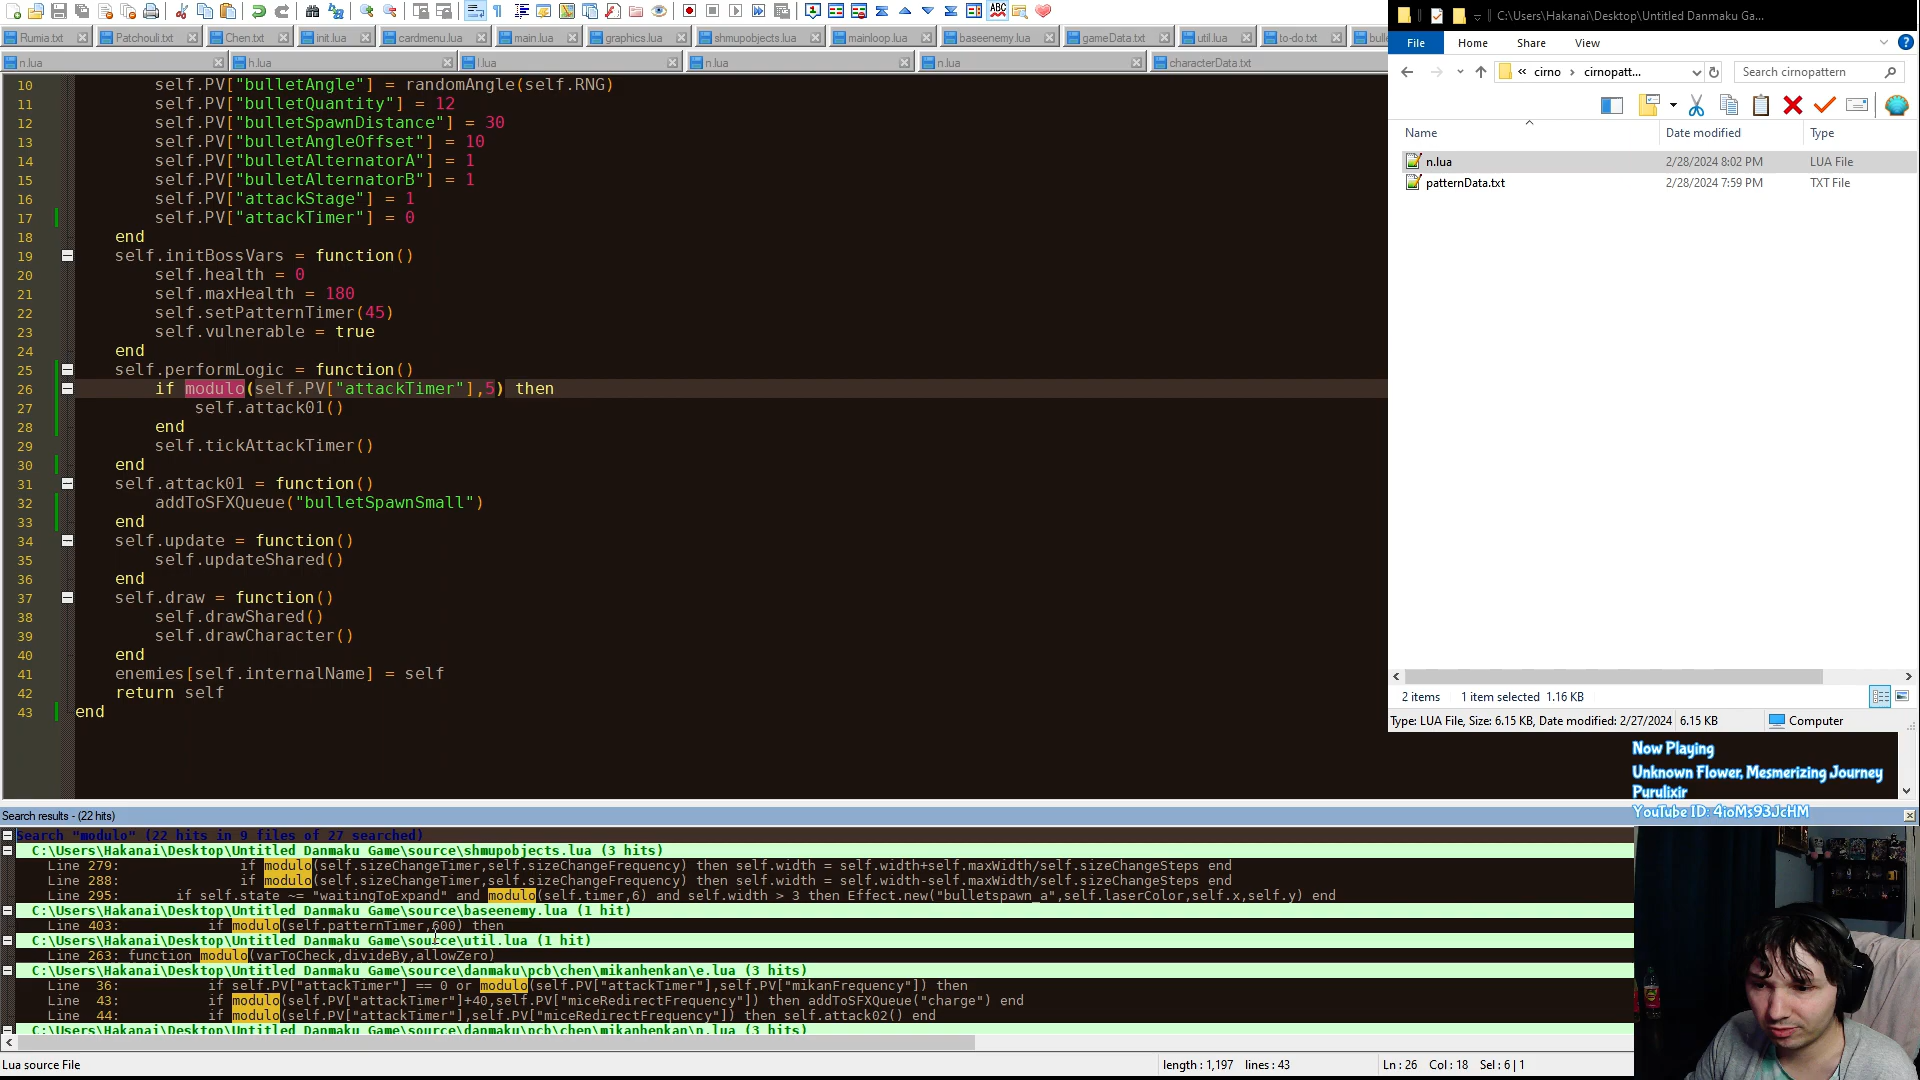 C:\Users\Hakanai\Desktop\Untitled Danmaku Ga...
Rumia.txt Patchouli.txt Chen.txt init.lua cardmenu.lua main.lua graphics.lua shmupobjects.lua mainloop.lua baseenemy.lua gameData.txt util.lua to-do.txt
File Home Share View
n.lua h.lua l.lua n.lua n.lua characterData.txt
« cirno › cirnopatt... Search cirnopattern
Name Date modified Type
n.lua 2/28/2024 8:02 PM LUA File
patternData.txt 2/28/2024 7:59 PM TXT File
10 self.PV["bulletAngle"] = randomAngle(self.RNG)
11 self.PV["bulletQuantity"] = 12
12 self.PV["bulletSpawnDistance"] = 30
13 self.PV["bulletAngleOffset"] = 10
14 self.PV["bulletAlternatorA"] = 1
15 self.PV["bulletAlternatorB"] = 1
16 self.PV["attackStage"] = 1
17 self.PV["attackTimer"] = 0
18 end
19 self.initBossVars = function()
20 self.health = 0
21 self.maxHealth = 180
22 self.setPatternTimer(45)
23 self.vulnerable = true
24 end
25 self.performLogic = function()
26 if modulo(self.PV["attackTimer"],5) then
27 self.attack01()
28 end
29 self.tickAttackTimer()
30 end
31 self.attack01 = function()
32 addToSFXQueue("bulletSpawnSmall")
33 end
34 self.update = function()
35 self.updateShared()
36 end
37 self.draw = function()
38 self.drawShared()
39 self.drawCharacter()
40 end
41 enemies[self.internalName] = self
42 return self
43 end
2 items 1 item selected 1.16 KB
Type: LUA File, Size: 6.15 KB, Date modified: 2/27/2024 6.15 KB Computer
Now Playing
Unknown Flower, Mesmerizing Journey
Purulixir
YouTube ID: 4ioMs93JcHM
Search results - (22 hits)
Search "modulo" (22 hits in 9 files of 27 searched)
C:\Users\Hakanai\Desktop\Untitled Danmaku Game\source\shmupobjects.lua (3 hits)
Line 279: if modulo(self.sizeChangeTimer,self.sizeChangeFrequency) then self.width = self.width+self.maxWidth/self.sizeChangeSteps end
Line 288: if modulo(self.sizeChangeTimer,self.sizeChangeFrequency) then self.width = self.width-self.maxWidth/self.sizeChangeSteps end
Line 295: if self.state ~= "waitingToExpand" and modulo(self.timer,6) and self.width > 3 then Effect.new("bulletspawn_a",self.laserColor,self.x,self.y) end
C:\Users\Hakanai\Desktop\Untitled Danmaku Game\source\baseenemy.lua (1 hit)
Line 403: if modulo(self.patternTimer,600) then
C:\Users\Hakanai\Desktop\Untitled Danmaku Game\source\util.lua (1 hit)
Line 263: function modulo(varToCheck,divideBy,allowZero)
C:\Users\Hakanai\Desktop\Untitled Danmaku Game\source\danmaku\pcb\chen\mikanhenkan\e.lua (3 hits)
Line 36: if self.PV["attackTimer"] == 0 or modulo(self.PV["attackTimer"],self.PV["mikanFrequency"]) then
Line 43: if modulo(self.PV["attackTimer"]+40,self.PV["miceRedirectFrequency"]) then addToSFXQueue("charge") end
Line 44: if modulo(self.PV["attackTimer"],self.PV["miceRedirectFrequency"]) then self.attack02() end
C:\Users\Hakanai\Desktop\Untitled Danmaku Game\source\danmaku\pcb\chen\mikanhenkan\n.lua (3 hits)
Lua source File length : 1,197 lines : 43 Ln : 26 Col : 18 Sel : 6 | 1